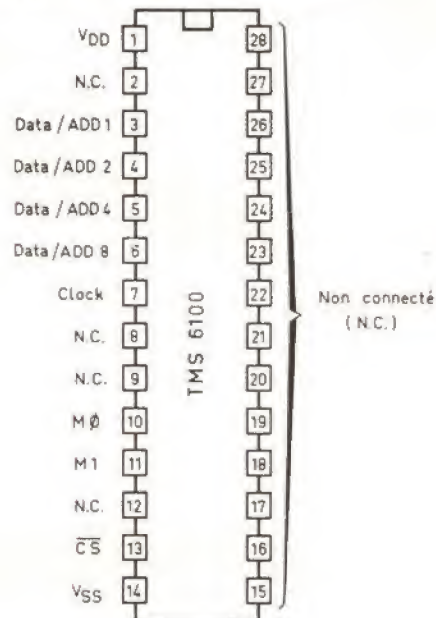 VDD 1 28
N.C. 2 27
Data / ADD 1 3 26
Data / ADD 2 4 25
Data / ADD 4 5 24
Data / ADD 8 6 23
Clock 7 22
N.C. 8 21
N.C. 9 20
MØ 10 19
M1 11 18
N.C. 12 17
C̅S̅ 13 16
VSS 14 15
TMS 6100
Non connecté
(N.C.)